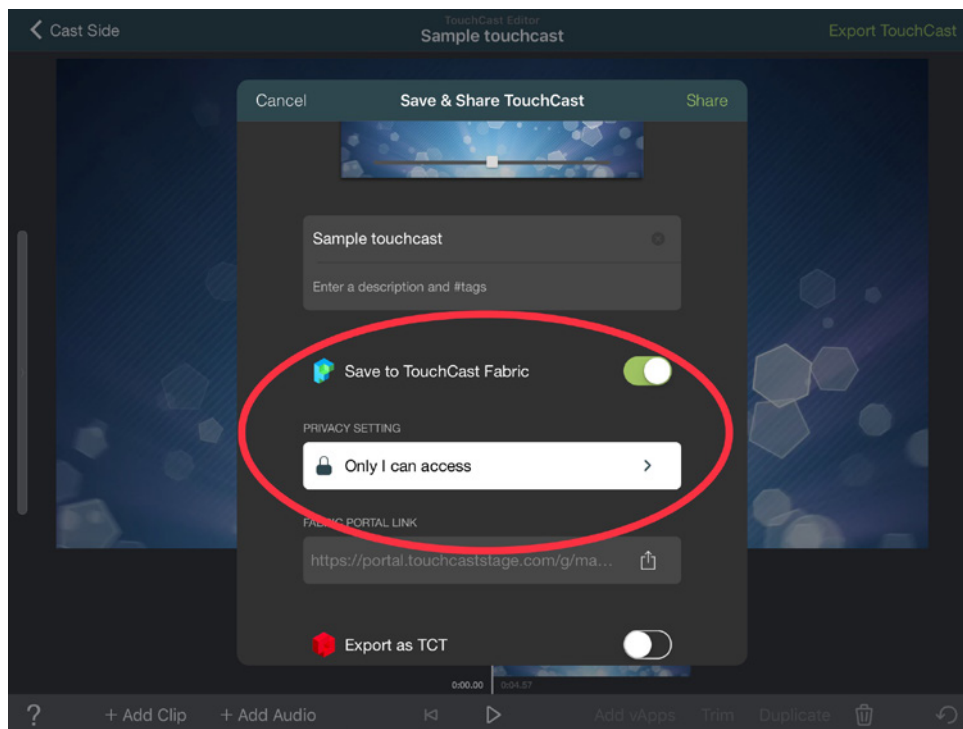 Cast Side
TouchCast Editor
Sample touchcast
Export TouchCast
Cancel
Save & Share TouchCast
Share
Sample touchcast
Enter a description and #tags
Save to TouchCast Fabric
PRIVACY SETTING
Only I can access
FABRIC PORTAL LINK
https://portal.touchcaststage.com/g/ma...
Export as TCT
0:00.00 0:04.57
? + Add Clip + Add Audio Add vApps Trim Duplicate